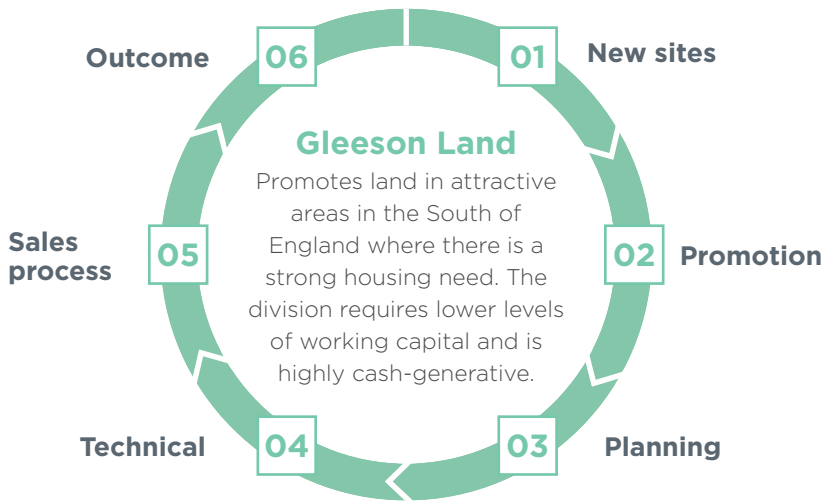 Gleeson Land
Promotes land in attractive
areas in the South of
England where there is a
strong housing need. The
division requires lower levels
of working capital and is
highly cash-generative.
01
New sites
02
Promotion
03
Planning
04
Technical
05
Sales
process
06
Outcome